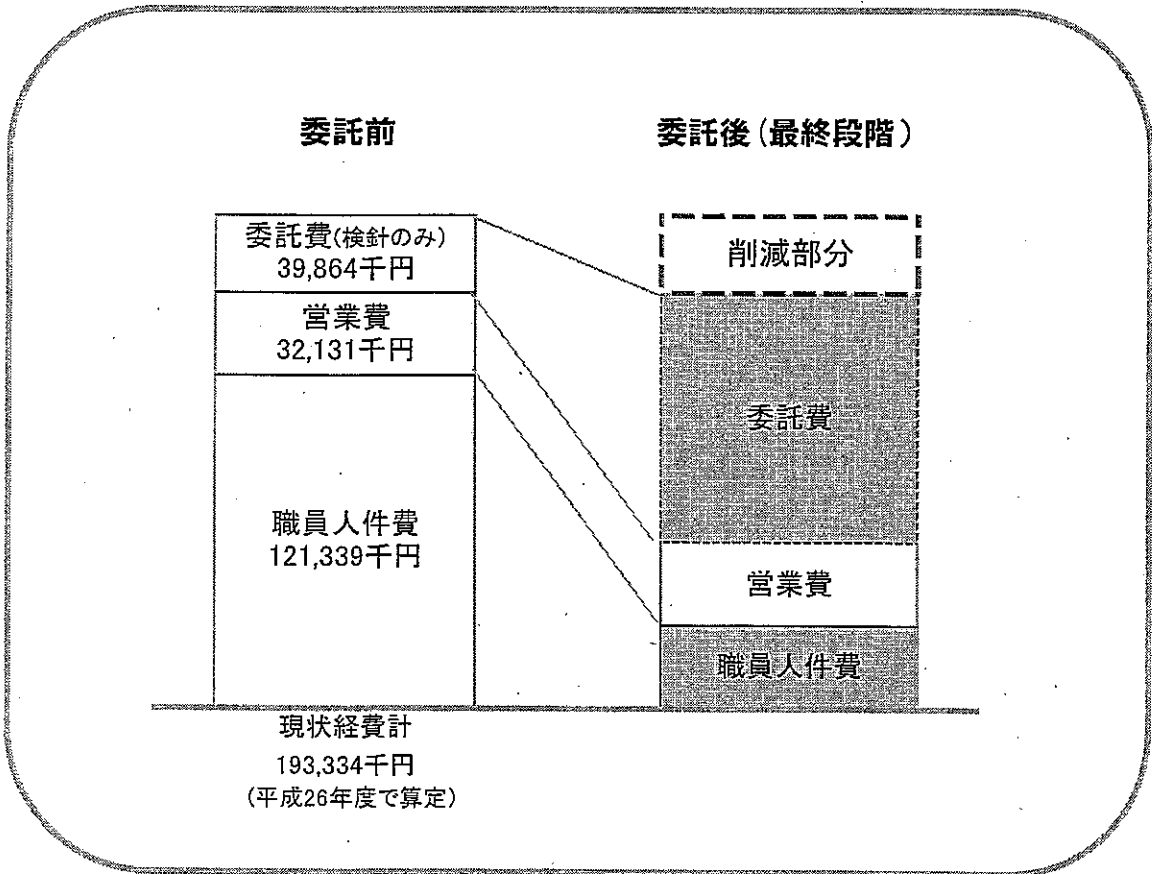 委託前
委託費(検針のみ)
39,864千円
営業費
32,131千円
職員人件費
121,339千円
現状経費計
193,334千円
(平成26年度で算定)
委託後(最終段階)
削減部分
委託費
営業費
職員人件費